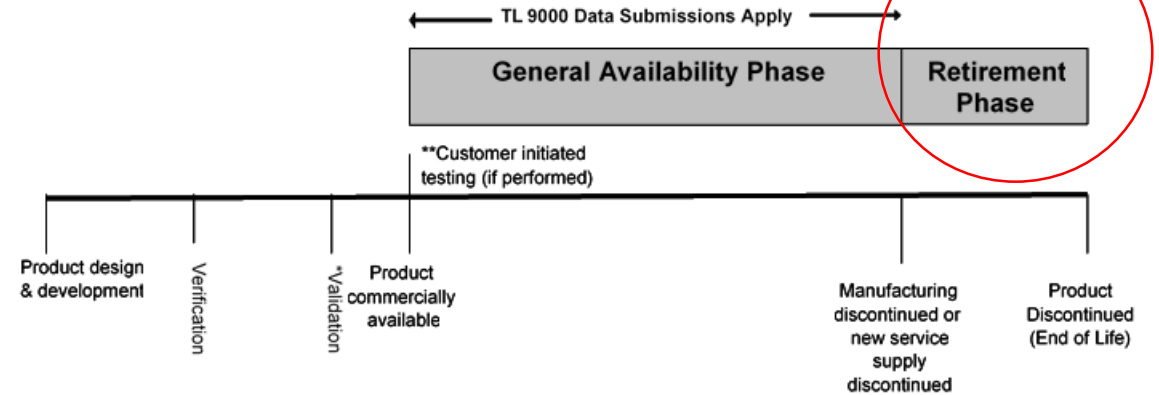 TL 9000 Data Submissions Apply
General Availability Phase
Retirement
Phase
**Customer initiated
testing (if performed)
Product design
& development
Verification
*Validation
Product
commercially
available
Manufacturing
discontinued or
new service
supply
discontinued
Product
Discontinued
(End of Life)